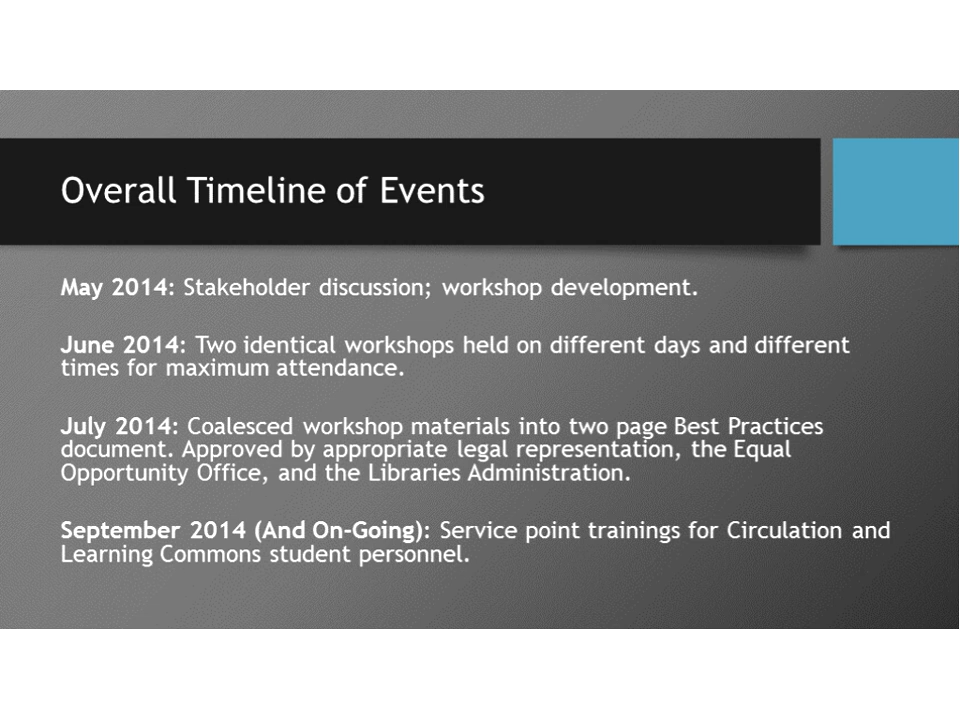 Overall Timeline of Events
May 2014: Stakeholder discussion; workshop development.
June 2014: Two identical workshops held on different days and different
times for maximum attendance.
July 2014: Coalesced workshop materials into two page Best Practices
document. Approved by appropriate legal representation, the Equal
Opportunity Office, and the Libraries Administration.
September 2014 (And On-Going): Service point trainings for Circulation and
Learning Commons student personnel.